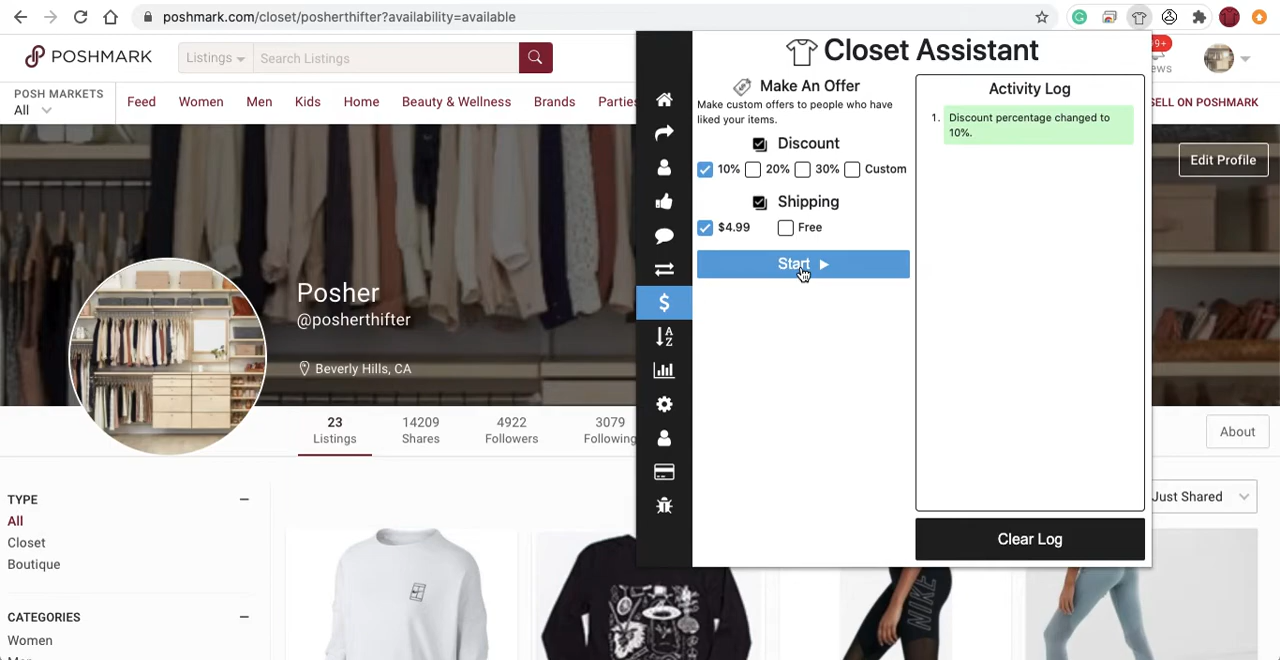 poshmark.com/closet/posherthifter?availability=available
POSHMARK
Listings
Search Listings
POSH MARKETS
All
Feed
Women
Men
Kids
Home
Beauty & Wellness
Brands
Parties
SELL ON POSHMARK
9+
ews
Edit Profile
Posher
@posherthifter
Beverly Hills, CA
23
Listings
14209
Shares
4922
Followers
3079
Following
About
Just Shared
TYPE
All
Closet
Boutique
CATEGORIES
Women
NIKE
Closet Assistant
Make An Offer
Make custom offers to people who have
liked your items.
Discount
10% 20% 30% Custom
Shipping
$4.99 Free
Start
Activity Log
1. Discount percentage changed to
10%.
Clear Log